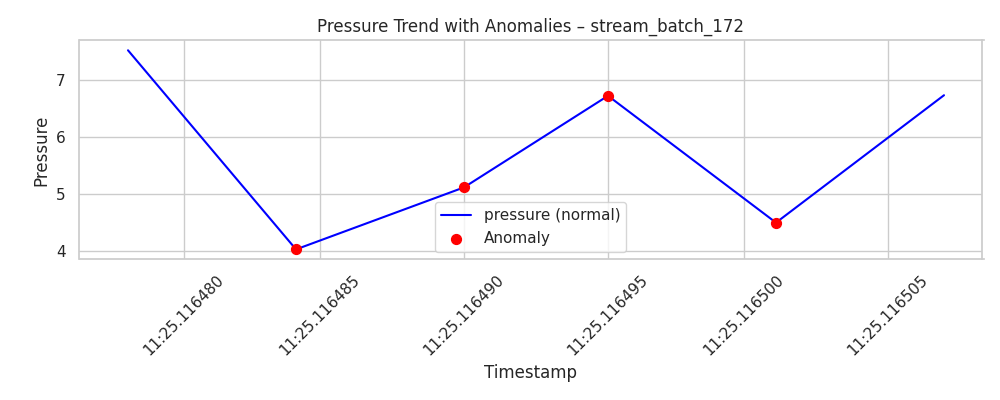 Pressure Trend with Anomalies – stream_batch_172
Pressure
7
6
5
4
pressure (normal)
Anomaly
11:25.116480
11:25.116485
11:25.116490
11:25.116495
11:25.116500
11:25.116505
Timestamp